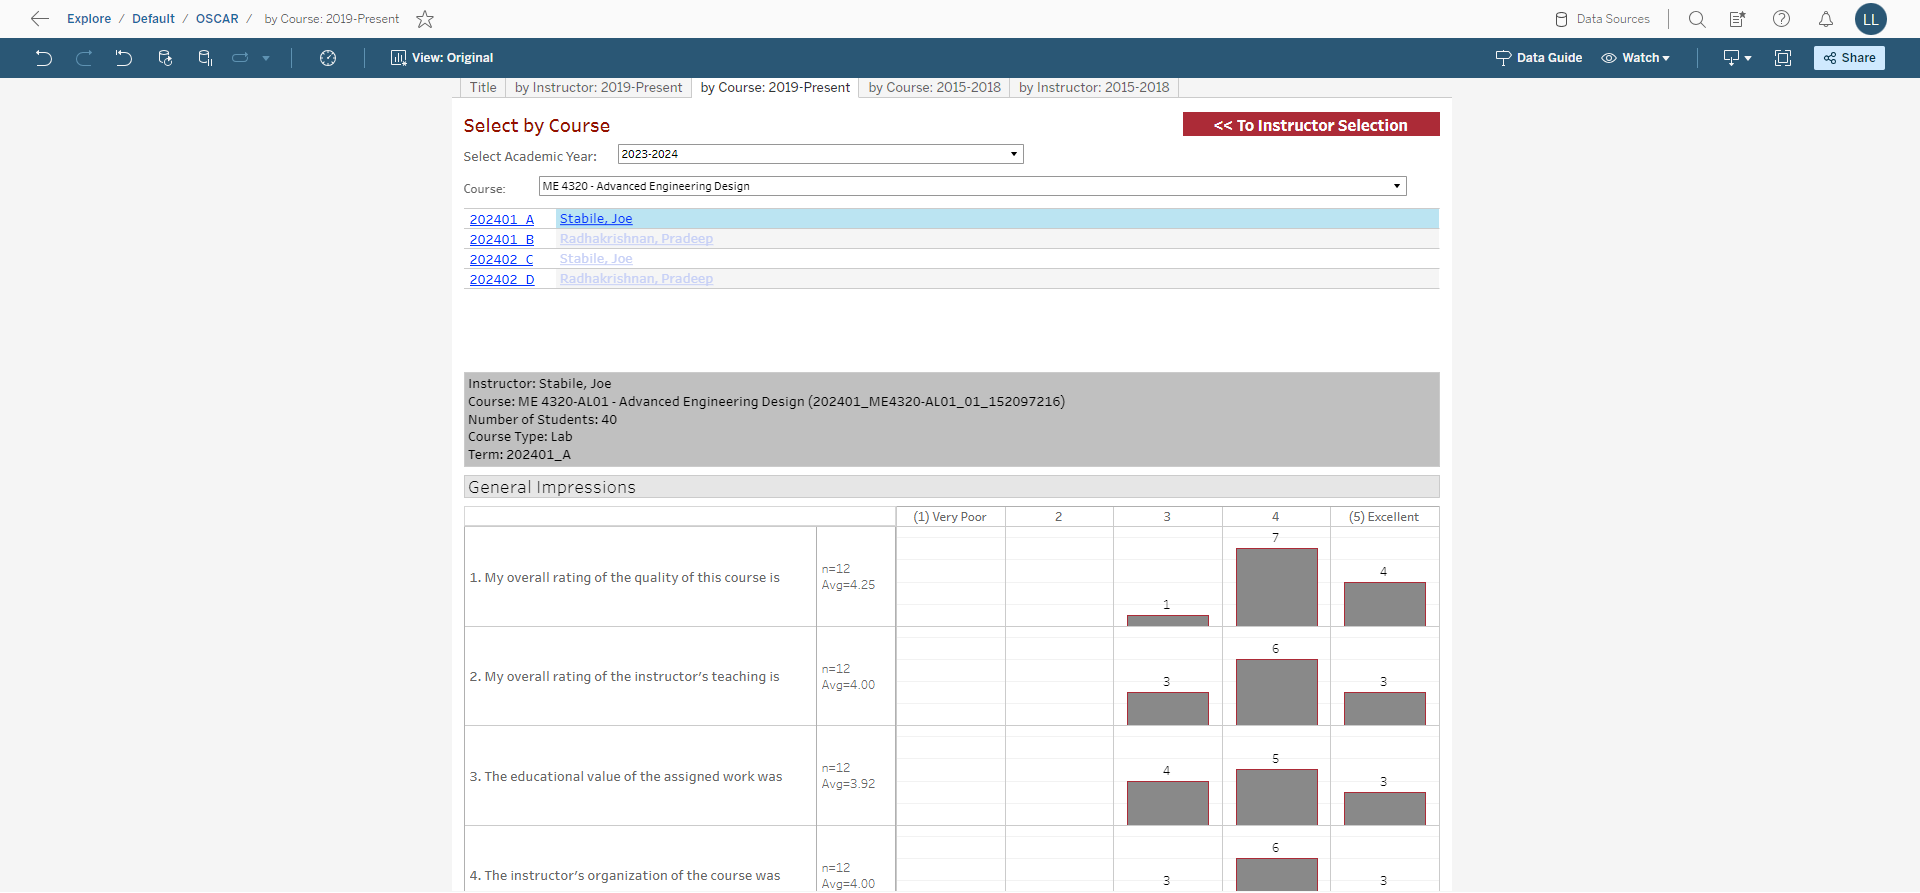 Explore / Default / OSCAR / by Course: 2019-Present
Data Sources
LL
View: Original
Data Guide
Watch
Share
Title
by Instructor: 2019-Present
by Course: 2019-Present
by Course: 2015-2018
by Instructor: 2015-2018
Select by Course
<< To Instructor Selection
Select Academic Year:
2023-2024
Course:
ME 4320 - Advanced Engineering Design
202401_A Stabile, Joe
202401_B Radhakrishnan, Pradeep
202402_C Stabile, Joe
202402_D Radhakrishnan, Pradeep
Instructor: Stabile, Joe
Course: ME 4320-AL01 - Advanced Engineering Design (202401_ME4320-AL01_01_152097216)
Number of Students: 40
Course Type: Lab
Term: 202401_A
General Impressions
(1) Very Poor 2 3 4 (5) Excellent
1. My overall rating of the quality of this course is
n=12
Avg=4.25
1 7 4
2. My overall rating of the instructor's teaching is
n=12
Avg=4.00
3 6 3
3. The educational value of the assigned work was
n=12
Avg=3.92
4 5 3
4. The instructor's organization of the course was
n=12
Avg=4.00
3 6 3